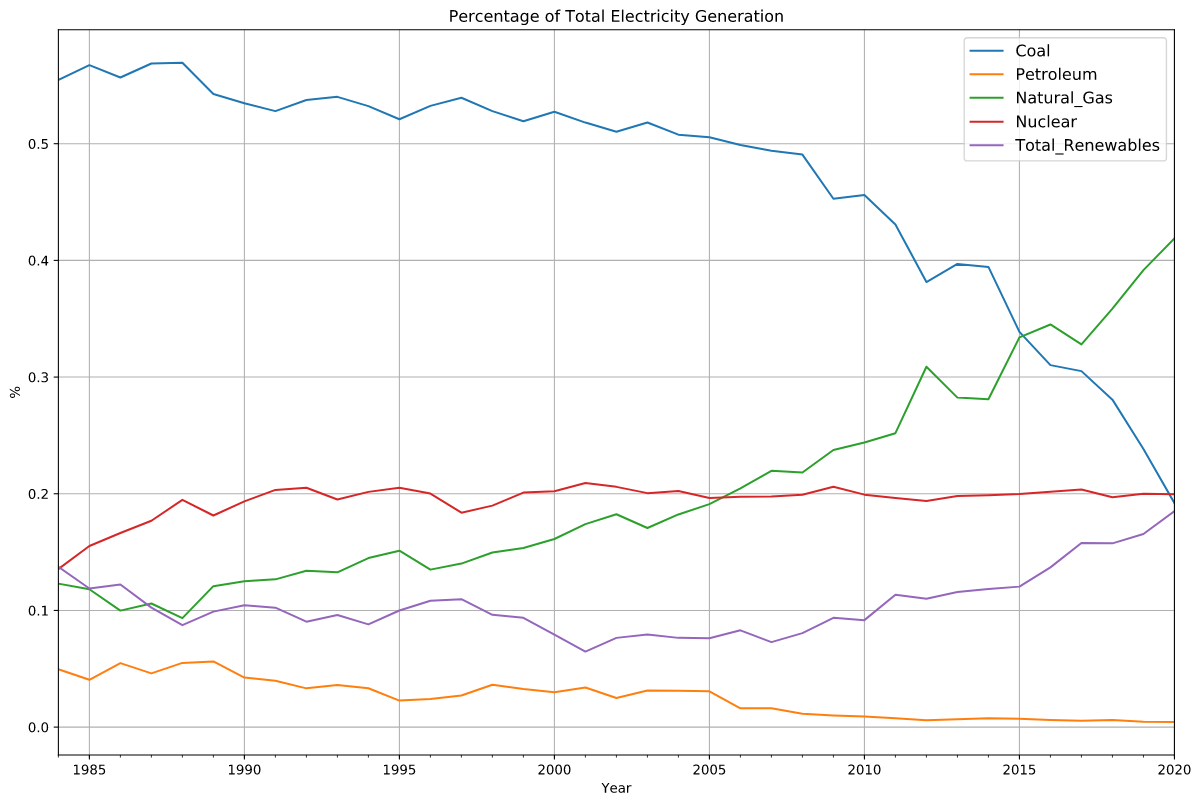 Percentage of Total Electricity Generation
Coal
Petroleum
Natural_Gas
Nuclear
Total_Renewables
0.5
0.4
0.3
0.2
0.1
0.0
%
1985 1990 1995 2000 2005 2010 2015 2020
Year